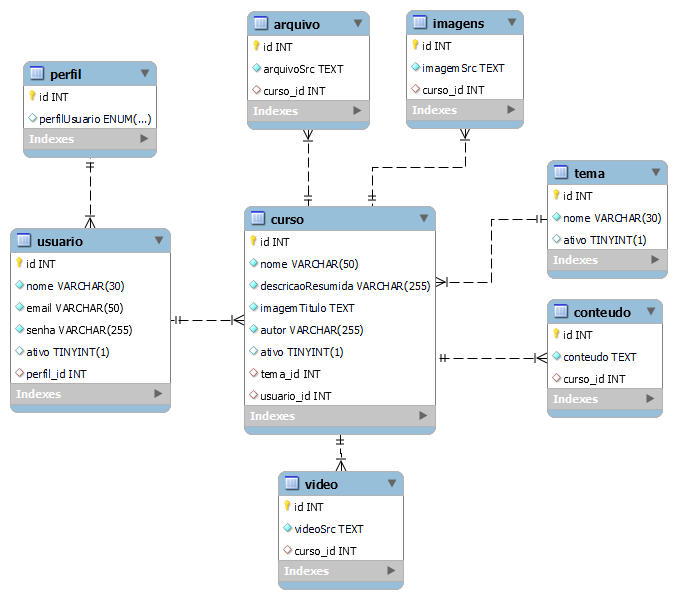 arquivo
id INT
arquivoSrc TEXT
curso_id INT
Indexes
imagens
id INT
imagemSrc TEXT
curso_id INT
Indexes
perfil
id INT
perfilUsuario ENUM(...)
Indexes
tema
id INT
nome VARCHAR(30)
ativo TINYINT(1)
Indexes
usuario
id INT
nome VARCHAR(30)
email VARCHAR(50)
senha VARCHAR(255)
ativo TINYINT(1)
perfil_id INT
Indexes
curso
id INT
nome VARCHAR(50)
descricaoResumida VARCHAR(255)
imagemTitulo TEXT
autor VARCHAR(255)
ativo TINYINT(1)
tema_id INT
usuario_id INT
Indexes
conteudo
id INT
conteudo TEXT
curso_id INT
Indexes
video
id INT
videoSrc TEXT
curso_id INT
Indexes